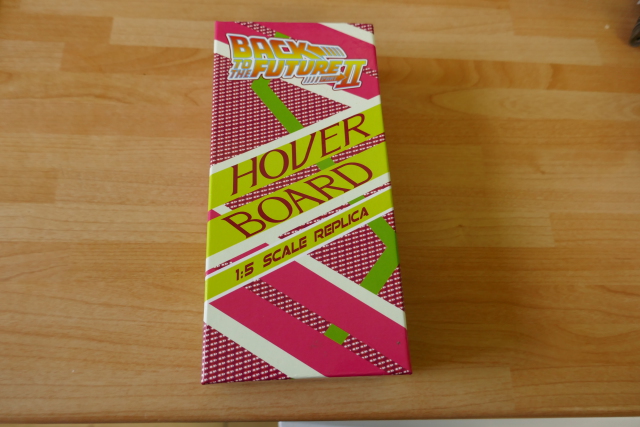 BACK
TO THE FUTURE II
HOVER
BOARD
1:5 SCALE REPLICA